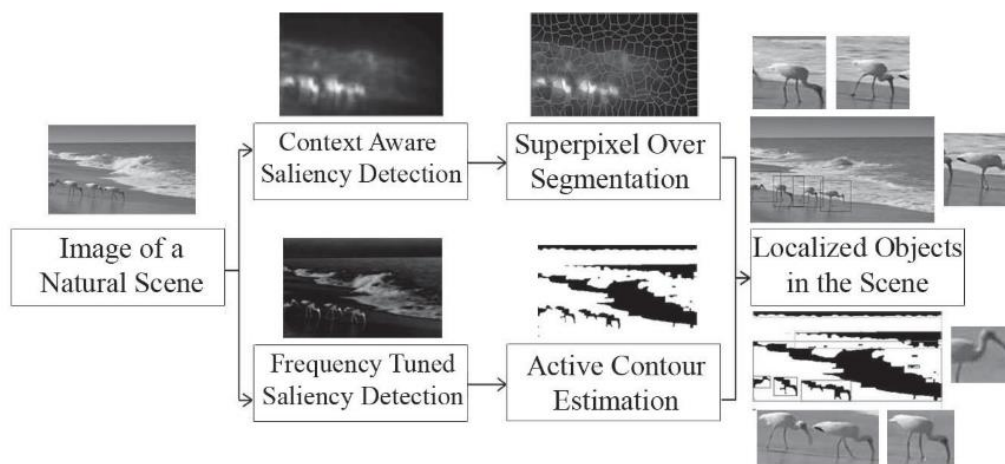 Context Aware
Saliency Detection
Superpixel Over
Segmentation
Image of a
Natural Scene
Localized Objects
in the Scene
Frequency Tuned
Saliency Detection
Active Contour
Estimation